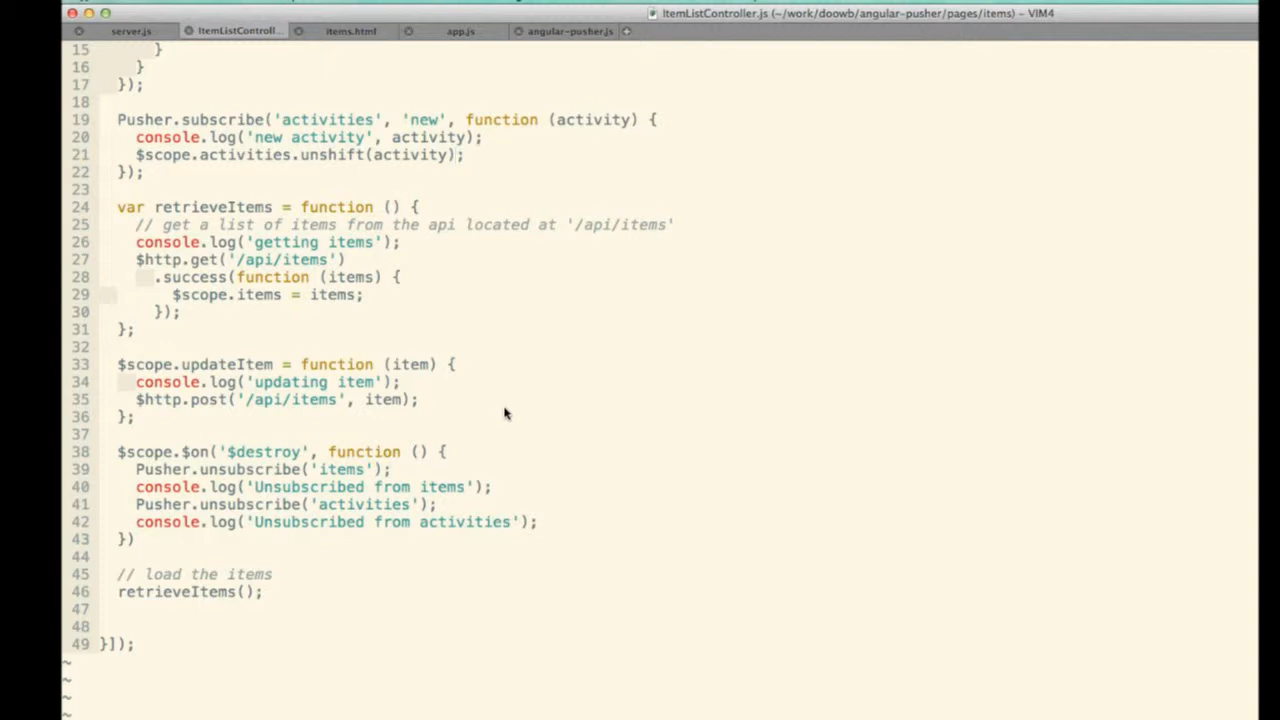 ItemListController.js (~/work/doowb/angular-pusher/pages/items) – VIM4
server.js ItemListControll... items.html app.js angular-pusher.js
15 }
16 }
17 });
18
19 Pusher.subscribe('activities', 'new', function (activity) {
20 console.log('new activity', activity);
21 $scope.activities.unshift(activity);
22 });
23
24 var retrieveItems = function () {
25 // get a list of items from the api located at '/api/items'
26 console.log('getting items');
27 $http.get('/api/items')
28 .success(function (items) {
29 $scope.items = items;
30 });
31 };
32
33 $scope.updateItem = function (item) {
34 console.log('updating item');
35 $http.post('/api/items', item);
36 };
37
38 $scope.$on('$destroy', function () {
39 Pusher.unsubscribe('items');
40 console.log('Unsubscribed from items');
41 Pusher.unsubscribe('activities');
42 console.log('Unsubscribed from activities');
43 })
44
45 // load the items
46 retrieveItems();
47
48
49 }]);
~
~
~
~